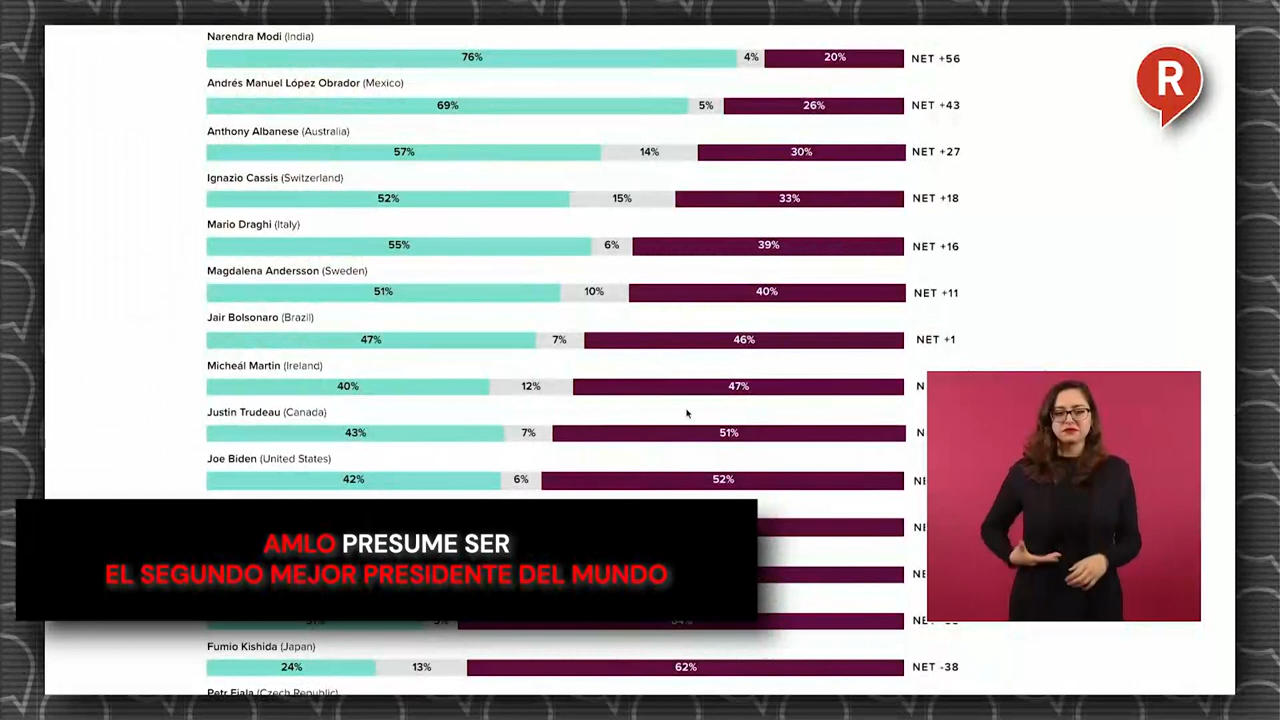 Narendra Modi (India)
76% 4% 20% NET +56
Andrés Manuel López Obrador (Mexico)
69% 5% 26% NET +43
Anthony Albanese (Australia)
57% 14% 30% NET +27
Ignazio Cassis (Switzerland)
52% 15% 33% NET +18
Mario Draghi (Italy)
55% 6% 39% NET +16
Magdalena Andersson (Sweden)
51% 10% 40% NET +11
Jair Bolsonaro (Brazil)
47% 7% 46% NET +1
Micheál Martin (Ireland)
40% 12% 47%
Justin Trudeau (Canada)
43% 7% 51%
Joe Biden (United States)
42% 6% 52%
AMLO PRESUME SER
EL SEGUNDO MEJOR PRESIDENTE DEL MUNDO
Fumio Kishida (Japan)
24% 13% 62% NET -38
Petr Fiala (Czech Republic)
R